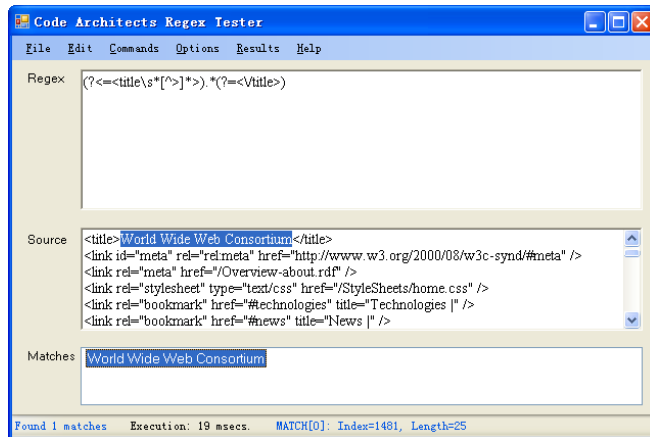 Code Architects Regex Tester
File Edit Commands Options Results Help
Regex
(?<=<title\s*[^>]*>).*(?=<\/title>)
Source
<title>World Wide Web Consortium</title>
<link id="meta" rel="rel:meta" href="http://www.w3.org/2000/08/w3c-synd/#meta" />
<link rel="meta" href="/Overview-about.rdf" />
<link rel="stylesheet" type="text/css" href="/StyleSheets/home.css" />
<link rel="bookmark" href="#technologies" title="Technologies |" />
<link rel="bookmark" href="#news" title="News |" />
Matches
World Wide Web Consortium
Found 1 matches Execution: 19 msecs. MATCH[0]: Index=1481, Length=25